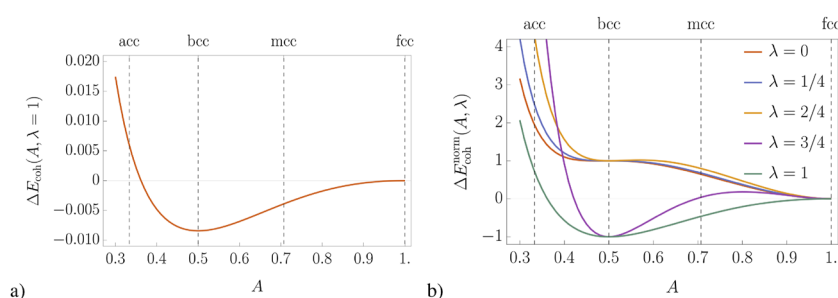 acc bcc mcc fcc
0.020
0.015
0.010
0.005
0
−0.005
−0.010
ΔE_coh(A, λ = 1)
0.3 0.4 0.5 0.6 0.7 0.8 0.9 1.
A
a)
acc bcc mcc fcc
4
3
2
1
0
−1
ΔE^norm_coh(A, λ)
λ = 0
λ = 1/4
λ = 2/4
λ = 3/4
λ = 1
0.3 0.4 0.5 0.6 0.7 0.8 0.9 1.
A
b)